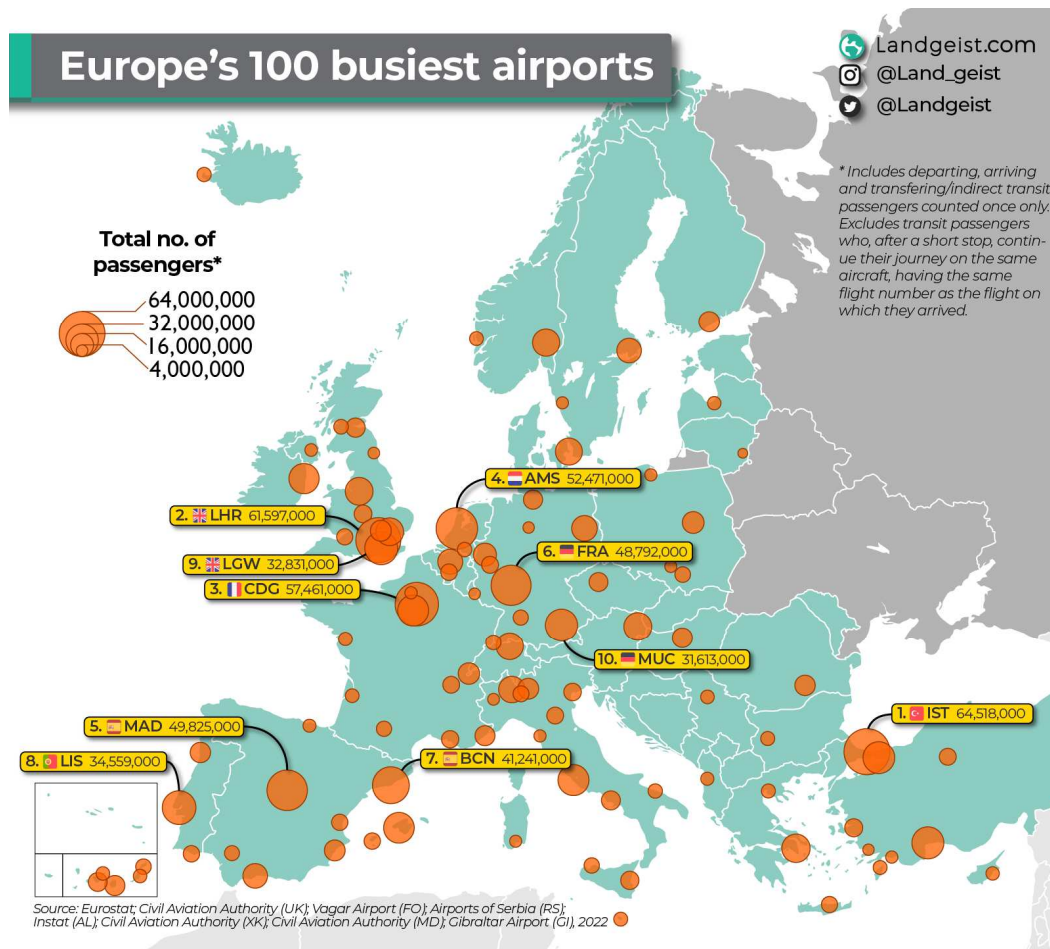 Europe's 100 busiest airports
Landgeist.com
@Land_geist
@Landgeist
* Includes departing, arriving
and transfering/indirect transit
passengers counted once only.
Excludes transit passengers
who, after a short stop, contin-
ue their journey on the same
aircraft, having the same
flight number as the flight on
which they arrived.
Total no. of
passengers*
64,000,000
32,000,000
16,000,000
4,000,000
4. AMS 52,471,000
2. LHR 61,597,000
6. FRA 48,792,000
9. LGW 32,831,000
3. CDG 57,461,000
10. MUC 31,613,000
1. IST 64,518,000
5. MAD 49,825,000
7. BCN 41,241,000
8. LIS 34,559,000
Source: Eurostat; Civil Aviation Authority (UK); Vagar Airport (FO); Airports of Serbia (RS);
Instat (AL); Civil Aviation Authority (XK); Civil Aviation Authority (MD); Gibraltar Airport (GI), 2022